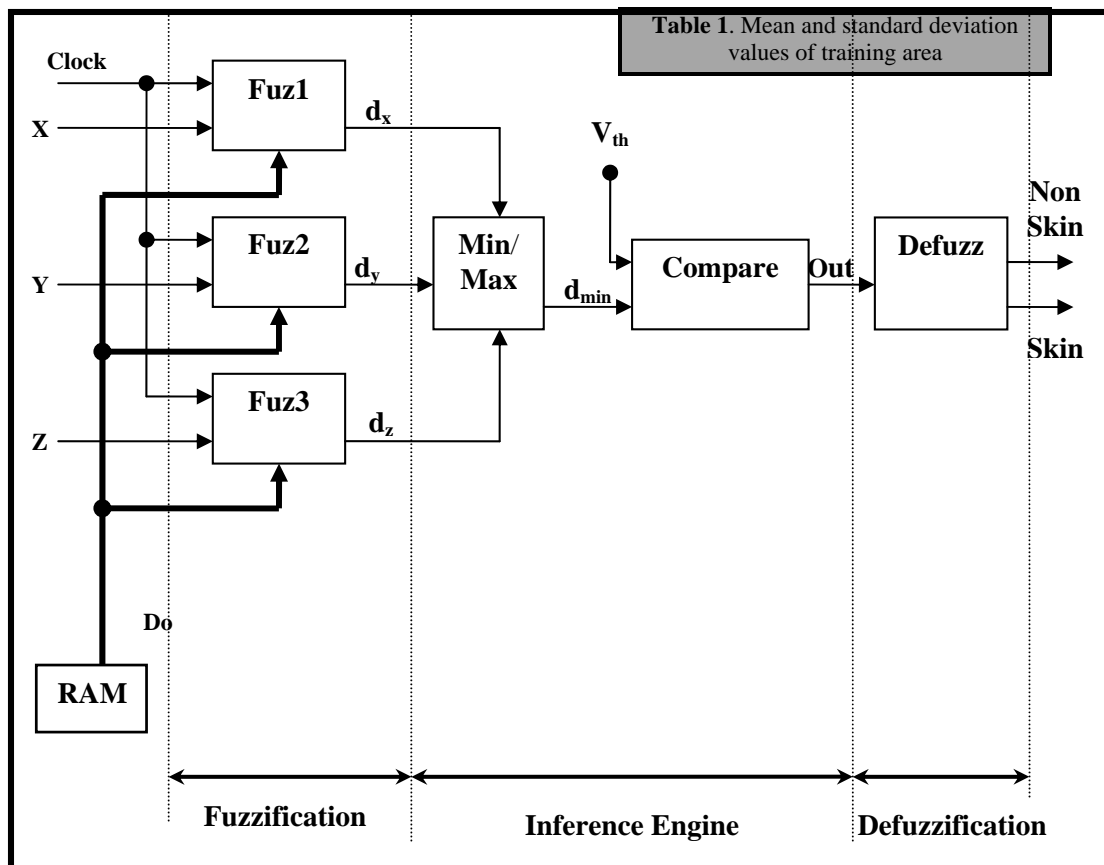 Table 1. Mean and standard deviation
values of training area
Clock
X
Y
Z
Fuz1
Fuz2
Fuz3
dx
dy
dz
Min/
Max
Vth
dmin
Compare
Out
Defuzz
Non
Skin
Skin
Do
RAM
Fuzzification
Inference Engine
Defuzzification